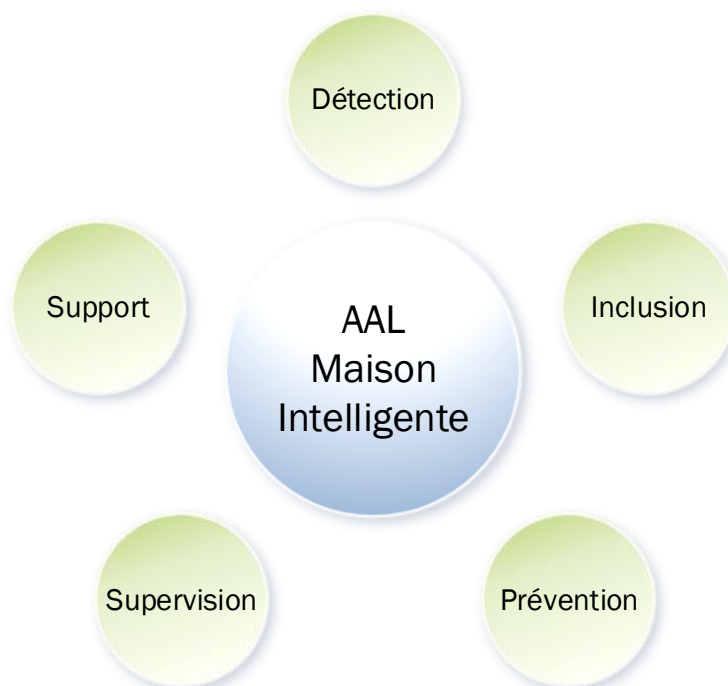 Détection
Support
Inclusion
AAL
Maison
Intelligente
Supervision
Prévention